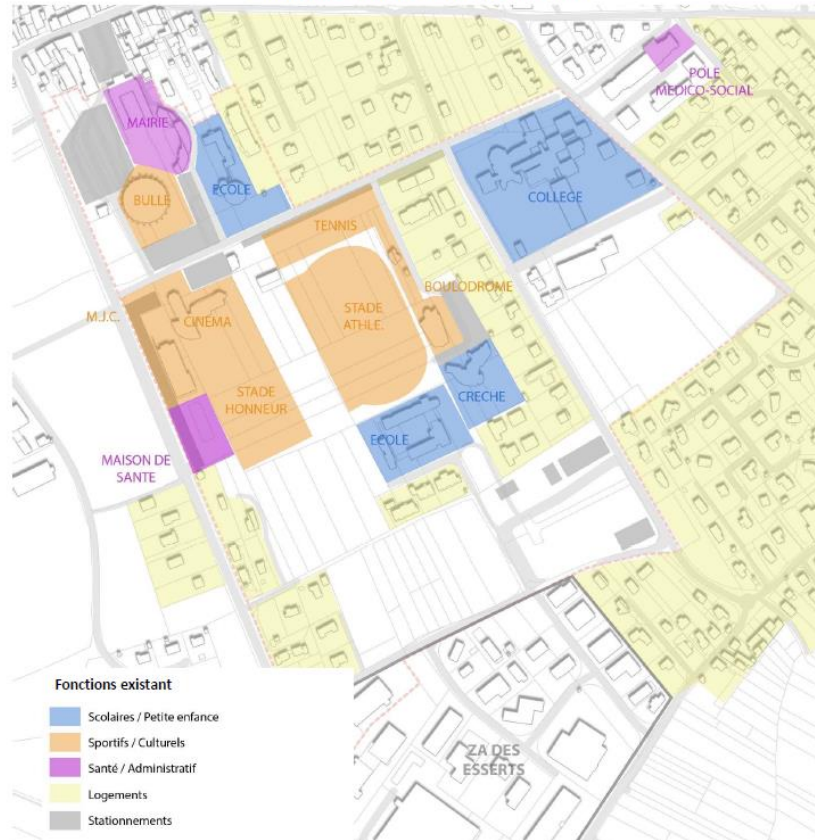 POLE
MEDICO-SOCIAL
MAIRIE
ECOLE
BULLE
COLLEGE
TENNIS
BOULODROME
STADE
ATHLE.
M.J.C.
CINEMA
STADE
HONNEUR
CRECHE
ECOLE
MAISON DE
SANTE
ZA DES
ESSERTS
Fonctions existant
Scolaires / Petite enfance
Sportifs / Culturels
Santé / Administratif
Logements
Stationnements